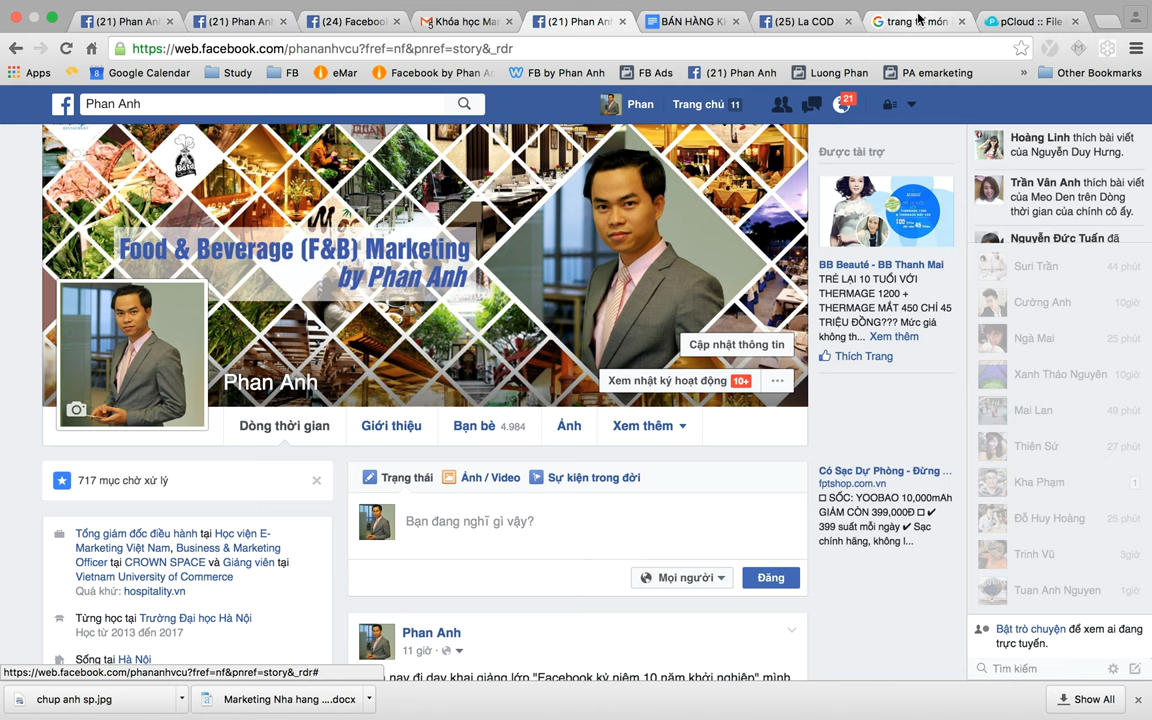 (21) Phan Anh
(21) Phan Anh
(24) Facebook
Khóa học Mar
(21) Phan Anh
BÁN HÀNG K
(25) La COD
trang món
pCloud :: File
https://web.facebook.com/phananhvcu?fref=nf&pnref=story&_rdr
Apps
8 Google Calendar
Study
FB
eMar
Facebook by Phan An
FB by Phan Anh
FB Ads
(21) Phan Anh
Luong Phan
PA emarketing
»
Other Bookmarks
Phan Anh
Phan
Trang chủ 11
21
RESTAURANT
Food & Beverage (F&B) Marketing
by Phan Anh
Cập nhật thông tin
Phan Anh
Xem nhật ký hoạt động 10+
Dòng thời gian
Giới thiệu
Bạn bè 4.984
Ảnh
Xem thêm
717 mục chờ xử lý
Tổng giám đốc điều hành tại Học viện E-
Marketing Việt Nam, Business & Marketing
Officer tại CROWN SPACE và Giảng viên tại
Vietnam University of Commerce
Quá khứ: hospitality.vn
Từng học tại Trường Đại học Hà Nội
Học từ 2013 đến 2017
Sống tại Hà Nội
Trạng thái
Ảnh / Video
Sự kiện trong đời
Bạn đang nghĩ gì vậy?
Mọi người
Đăng
Phan Anh
11 giờ ·
nay đi dạy khai giảng lớp "Facebook kỷ niệm 10 năm khởi nghiệp" mình
Được tài trợ
BB Beauté - BB Thanh Mai
TRẺ LẠI 10 TUỔI VỚI
THERMAGE 1200 +
THERMAGE MẮT 450 CHỈ 45
TRIỆU ĐỒNG??? Mức giá
không th... Xem thêm
Thích Trang
Có Sạc Dự Phòng - Đừng ...
fptshop.com.vn
☐ SỐC: YOOBAO 10,000mAh
GIẢM CÒN 399,000Đ ☐ ✔
399 suất mỗi ngày ✔ Sạc
chính hãng, không l...
Hoàng Linh thích bài viết
của Nguyễn Duy Hưng.
Trần Vân Anh thích bài viết
của Meo Den trên Dòng
thời gian của chính cô ấy.
Nguyễn Đức Tuấn đã
Suri Trần 44 phút
Cường Anh 10giờ
Ngà Mai 25 phút
Xanh Thảo Nguyên 10giờ
Mai Lan 49 phút
Thiên Sứ 27 phút
Kha Phạm 1
Đỗ Huy Hoàng 25 phút
Trinh Vũ 3giờ
Tuan Anh Nguyen 1giờ
Bật trò chuyện để xem ai đang
trực tuyến.
Tìm kiếm
https://web.facebook.com/phananhvcu?fref=nf&pnref=story&_rdr#
chup anh sp.jpg
Marketing Nha hang ....docx
Show All